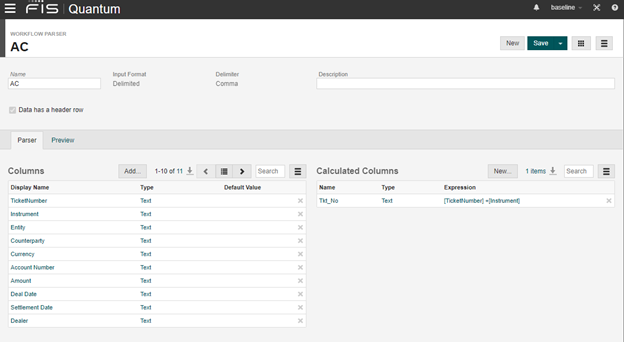 FIS | Quantum baseline
WORKFLOW PARSER
AC
New Save
Name Input Format Delimiter Description
AC Delimited Comma
Data has a header row
Parser Preview
Columns Add... 1-10 of 11 Search
Display Name Type Default Value
TicketNumber Text
Instrument Text
Entity Text
Counterparty Text
Currency Text
Account Number Text
Amount Text
Deal Date Text
Settlement Date Text
Dealer Text
Calculated Columns New... 1 items Search
Name Type Expression
Tkt_No Text [TicketNumber] +[Instrument]